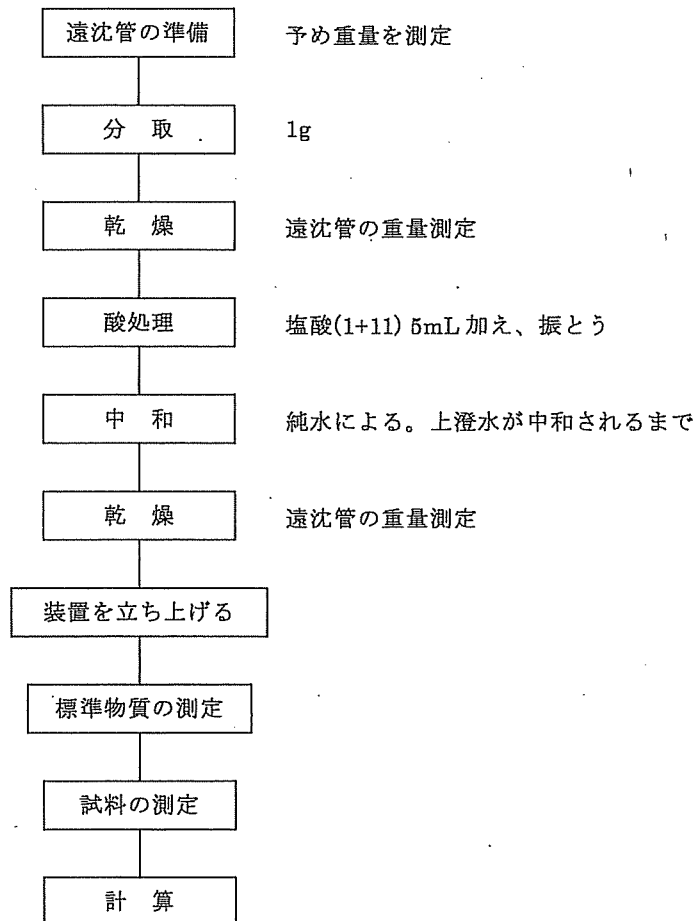 遠沈管の準備 予め重量を測定
分 取 1g
乾 燥 遠沈管の重量測定
酸処理 塩酸(1+11) 5mL 加え、振とう
中 和 純水による。上澄水が中和されるまで
乾 燥 遠沈管の重量測定
装置を立ち上げる
標準物質の測定
試料の測定
計 算